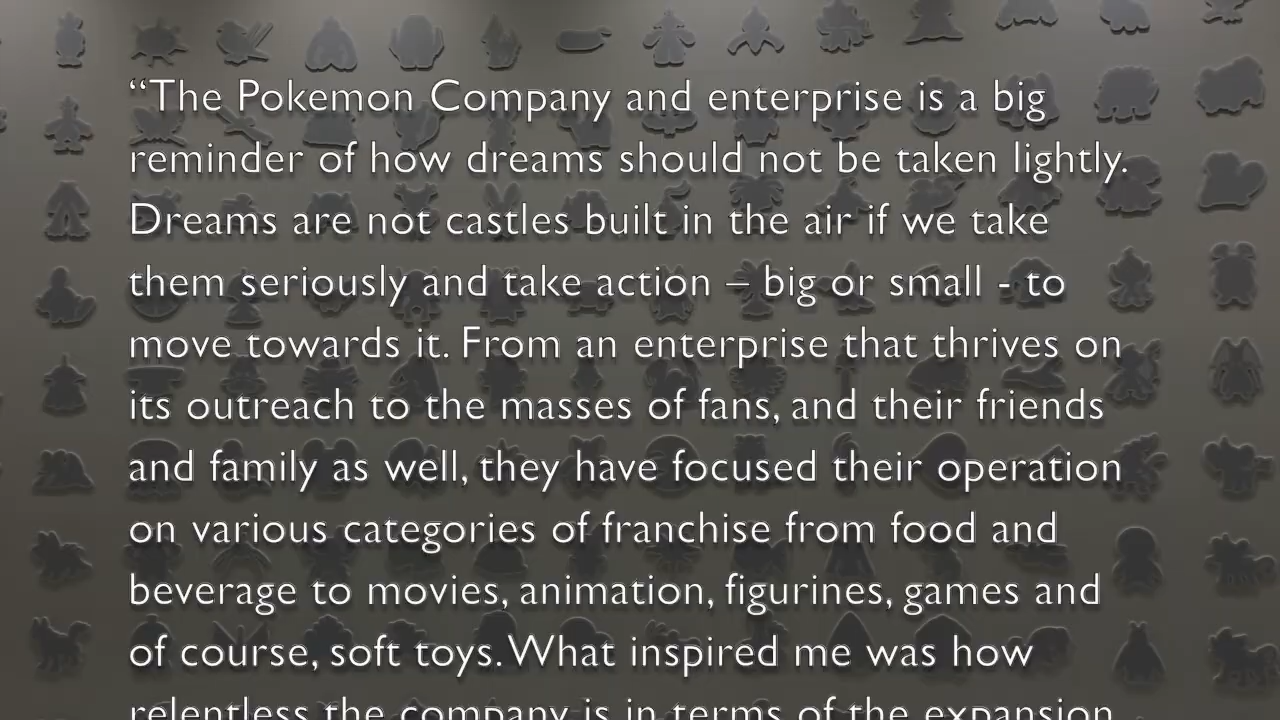 “The Pokemon Company and enterprise is a big
reminder of how dreams should not be taken lightly.
Dreams are not castles built in the air if we take
them seriously and take action – big or small - to
move towards it. From an enterprise that thrives on
its outreach to the masses of fans, and their friends
and family as well, they have focused their operation
on various categories of franchise from food and
beverage to movies, animation, figurines, games and
of course, soft toys. What inspired me was how
relentless the company is in terms of the expansion